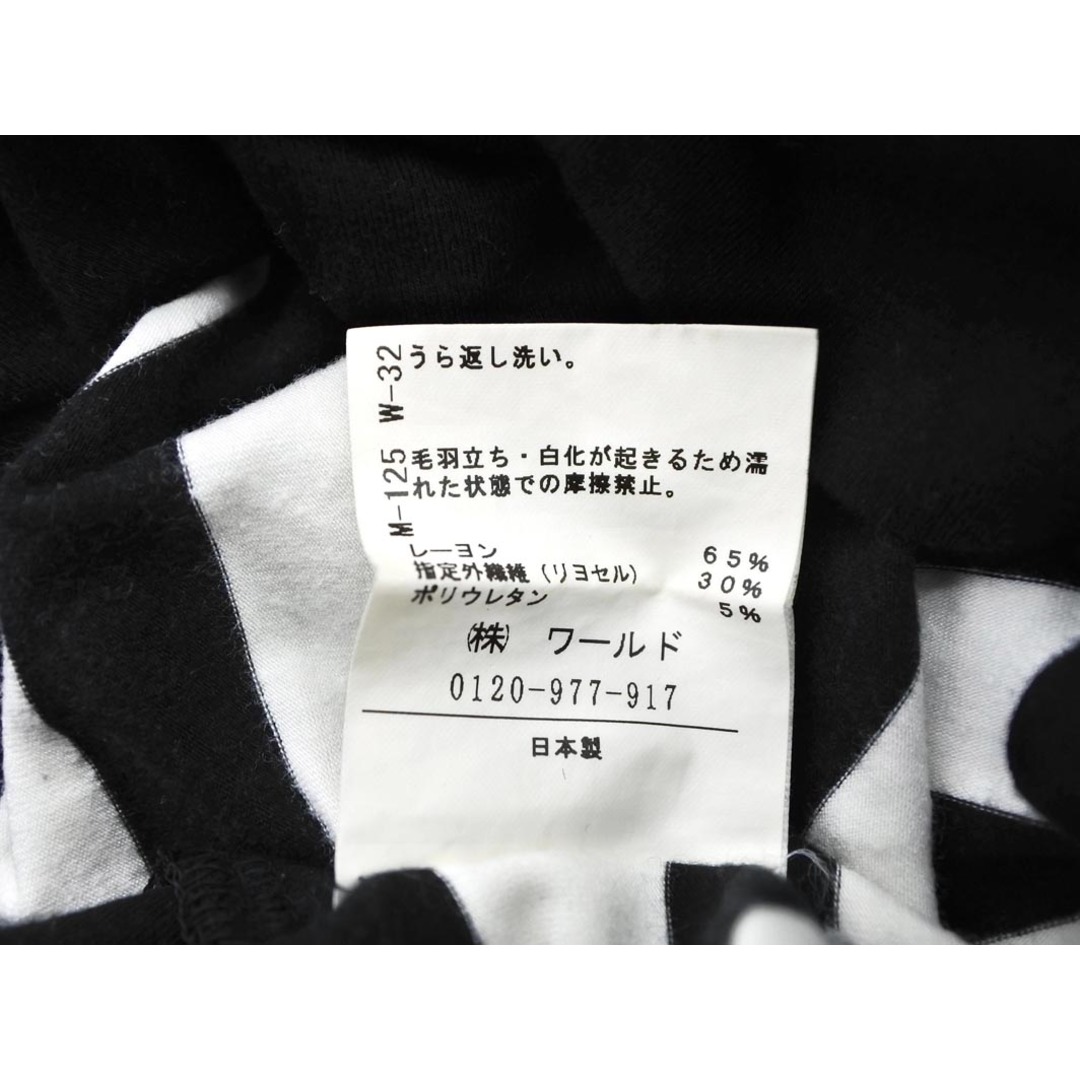 W-32
うら返し洗い。
M-125
毛羽立ち・白化が起きるため濡
れた状態での摩擦禁止。
レーヨン 65%
指定外繊維(リヨセル) 30%
ポリウレタン 5%
㈱ ワールド
0120-977-917
日本製